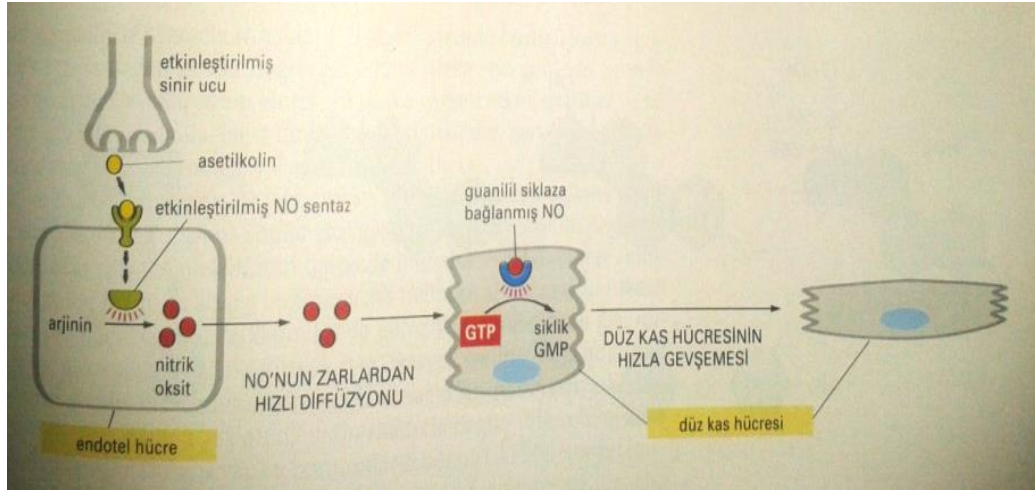 etkinleştirilmiş
sinir ucu
asetilkolin
etkinleştirilmiş NO sentaz
arjinin
nitrik
oksit
endotel hücre
NO'NUN ZARLARDAN
HIZLI DİFFÜZYONU
guanilil siklaza
bağlanmış NO
GTP
siklik
GMP
DÜZ KAS HÜCRESİNİN
HIZLA GEVŞEMESİ
düz kas hücresi